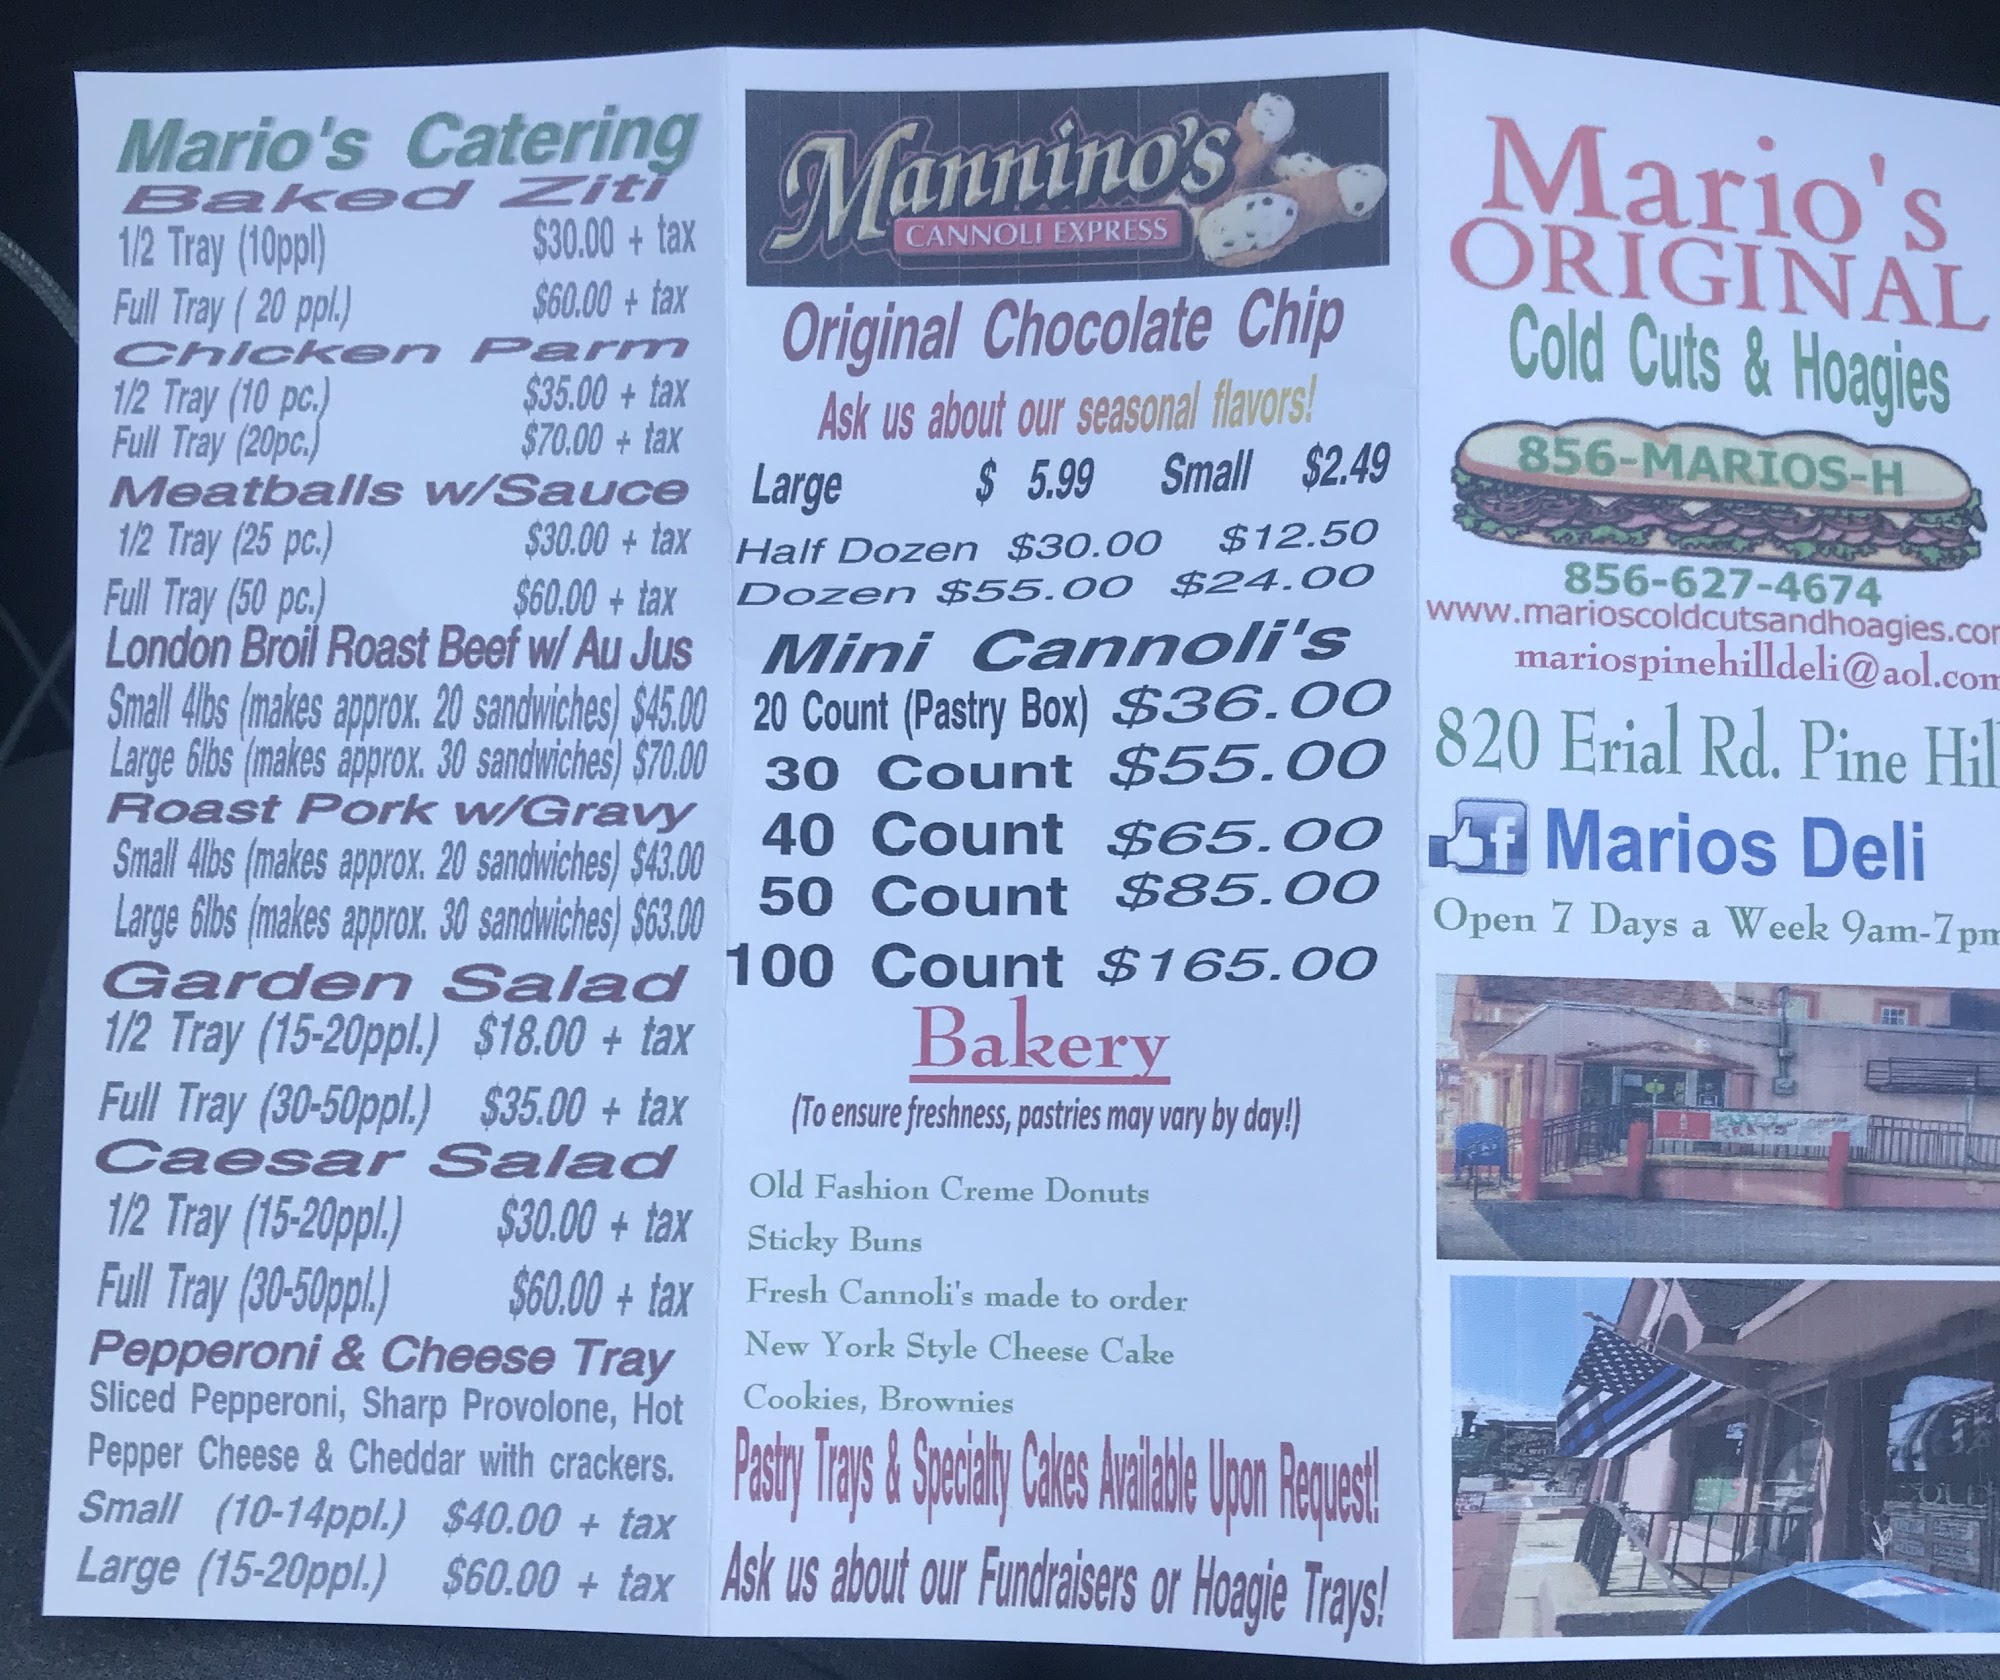 Mario's Catering
Baked Ziti
1/2 Tray (10ppl) $30.00 + tax
Full Tray ( 20 ppl.) $60.00 + tax
Chicken Parm
1/2 Tray (10 pc.) $35.00 + tax
Full Tray (20pc.) $70.00 + tax
Meatballs w/Sauce
1/2 Tray (25 pc.) $30.00 + tax
Full Tray (50 pc.) $60.00 + tax
London Broil Roast Beef w/ Au Jus
Small 4lbs (makes approx. 20 sandwiches) $45.00
Large 6lbs (makes approx. 30 sandwiches) $70.00
Roast Pork w/Gravy
Small 4lbs (makes approx. 20 sandwiches) $43.00
Large 6lbs (makes approx. 30 sandwiches) $63.00
Garden Salad
1/2 Tray (15-20ppl.) $18.00 + tax
Full Tray (30-50ppl.) $35.00 + tax
Caesar Salad
1/2 Tray (15-20ppl.) $30.00 + tax
Full Tray (30-50ppl.) $60.00 + tax
Pepperoni & Cheese Tray
Sliced Pepperoni, Sharp Provolone, Hot
Pepper Cheese & Cheddar with crackers.
Small (10-14ppl.) $40.00 + tax
Large (15-20ppl.) $60.00 + tax
Mannino's
CANNOLI EXPRESS
Original Chocolate Chip
Ask us about our seasonal flavors!
Large $ 5.99 Small $2.49
Half Dozen $30.00 $12.50
Dozen $55.00 $24.00
Mini Cannoli's
20 Count (Pastry Box) $36.00
30 Count $55.00
40 Count $65.00
50 Count $85.00
100 Count $165.00
Bakery
(To ensure freshness, pastries may vary by day!)
Old Fashion Creme Donuts
Sticky Buns
Fresh Cannoli's made to order
New York Style Cheese Cake
Cookies, Brownies
Pastry Trays & Specialty Cakes Available Upon Request!
Ask us about our Fundraisers or Hoagie Trays!
Mario's
ORIGINAL
Cold Cuts & Hoagies
856-MARIOS-H
856-627-4674
www.marioscoldcutsandhoagies.com
mariospinehilldeli@aol.com
820 Erial Rd. Pine Hill
f Marios Deli
Open 7 Days a Week 9am-7pm